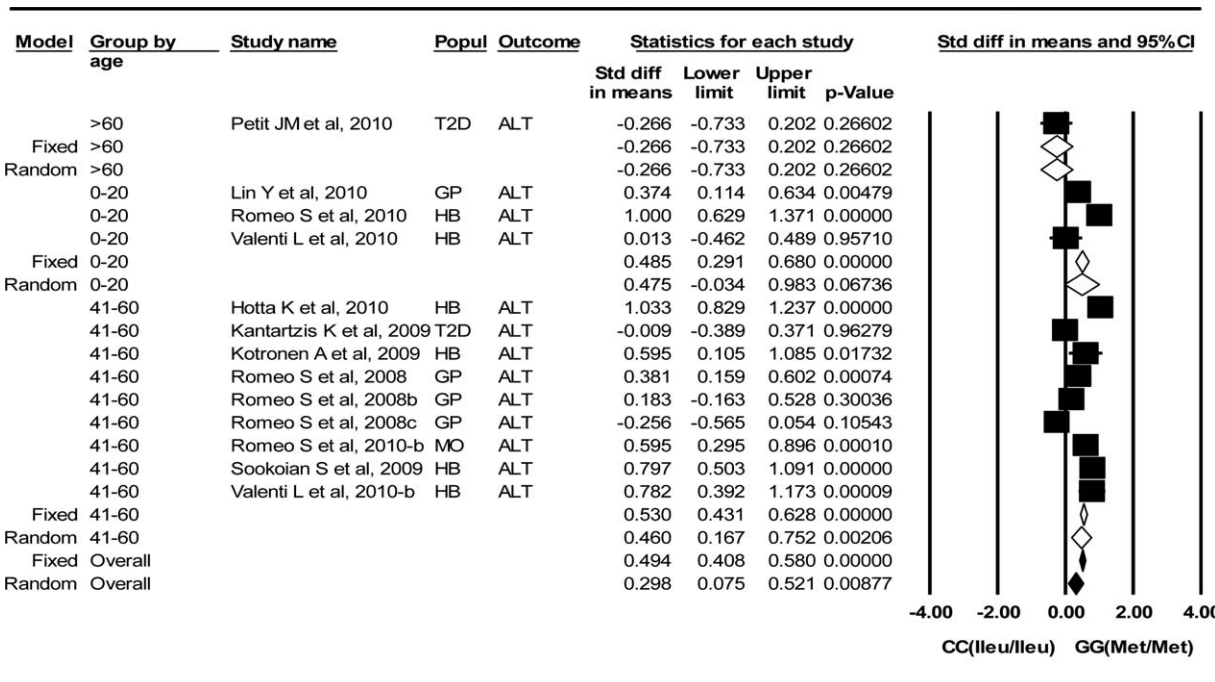 Model Group by age Study name Popul Outcome Statistics for each study Std diff in means and 95%CI
Std diff in means Lower limit Upper limit p-Value
>60 Petit JM et al, 2010 T2D ALT -0.266 -0.733 0.202 0.26602
Fixed >60 -0.266 -0.733 0.202 0.26602
Random >60 -0.266 -0.733 0.202 0.26602
0-20 Lin Y et al, 2010 GP ALT 0.374 0.114 0.634 0.00479
0-20 Romeo S et al, 2010 HB ALT 1.000 0.629 1.371 0.00000
0-20 Valenti L et al, 2010 HB ALT 0.013 -0.462 0.489 0.95710
Fixed 0-20 0.485 0.291 0.680 0.00000
Random 0-20 0.475 -0.034 0.983 0.06736
41-60 Hotta K et al, 2010 HB ALT 1.033 0.829 1.237 0.00000
41-60 Kantartzis K et al, 2009 T2D ALT -0.009 -0.389 0.371 0.96279
41-60 Kotronen A et al, 2009 HB ALT 0.595 0.105 1.085 0.01732
41-60 Romeo S et al, 2008 GP ALT 0.381 0.159 0.602 0.00074
41-60 Romeo S et al, 2008b GP ALT 0.183 -0.163 0.528 0.30036
41-60 Romeo S et al, 2008c GP ALT -0.256 -0.565 0.054 0.10543
41-60 Romeo S et al, 2010-b MO ALT 0.595 0.295 0.896 0.00010
41-60 Sookoian S et al, 2009 HB ALT 0.797 0.503 1.091 0.00000
41-60 Valenti L et al, 2010-b HB ALT 0.782 0.392 1.173 0.00009
Fixed 41-60 0.530 0.431 0.628 0.00000
Random 41-60 0.460 0.167 0.752 0.00206
Fixed Overall 0.494 0.408 0.580 0.00000
Random Overall 0.298 0.075 0.521 0.00877
-4.00 -2.00 0.00 2.00 4.00
CC(Ileu/Ileu) GG(Met/Met)